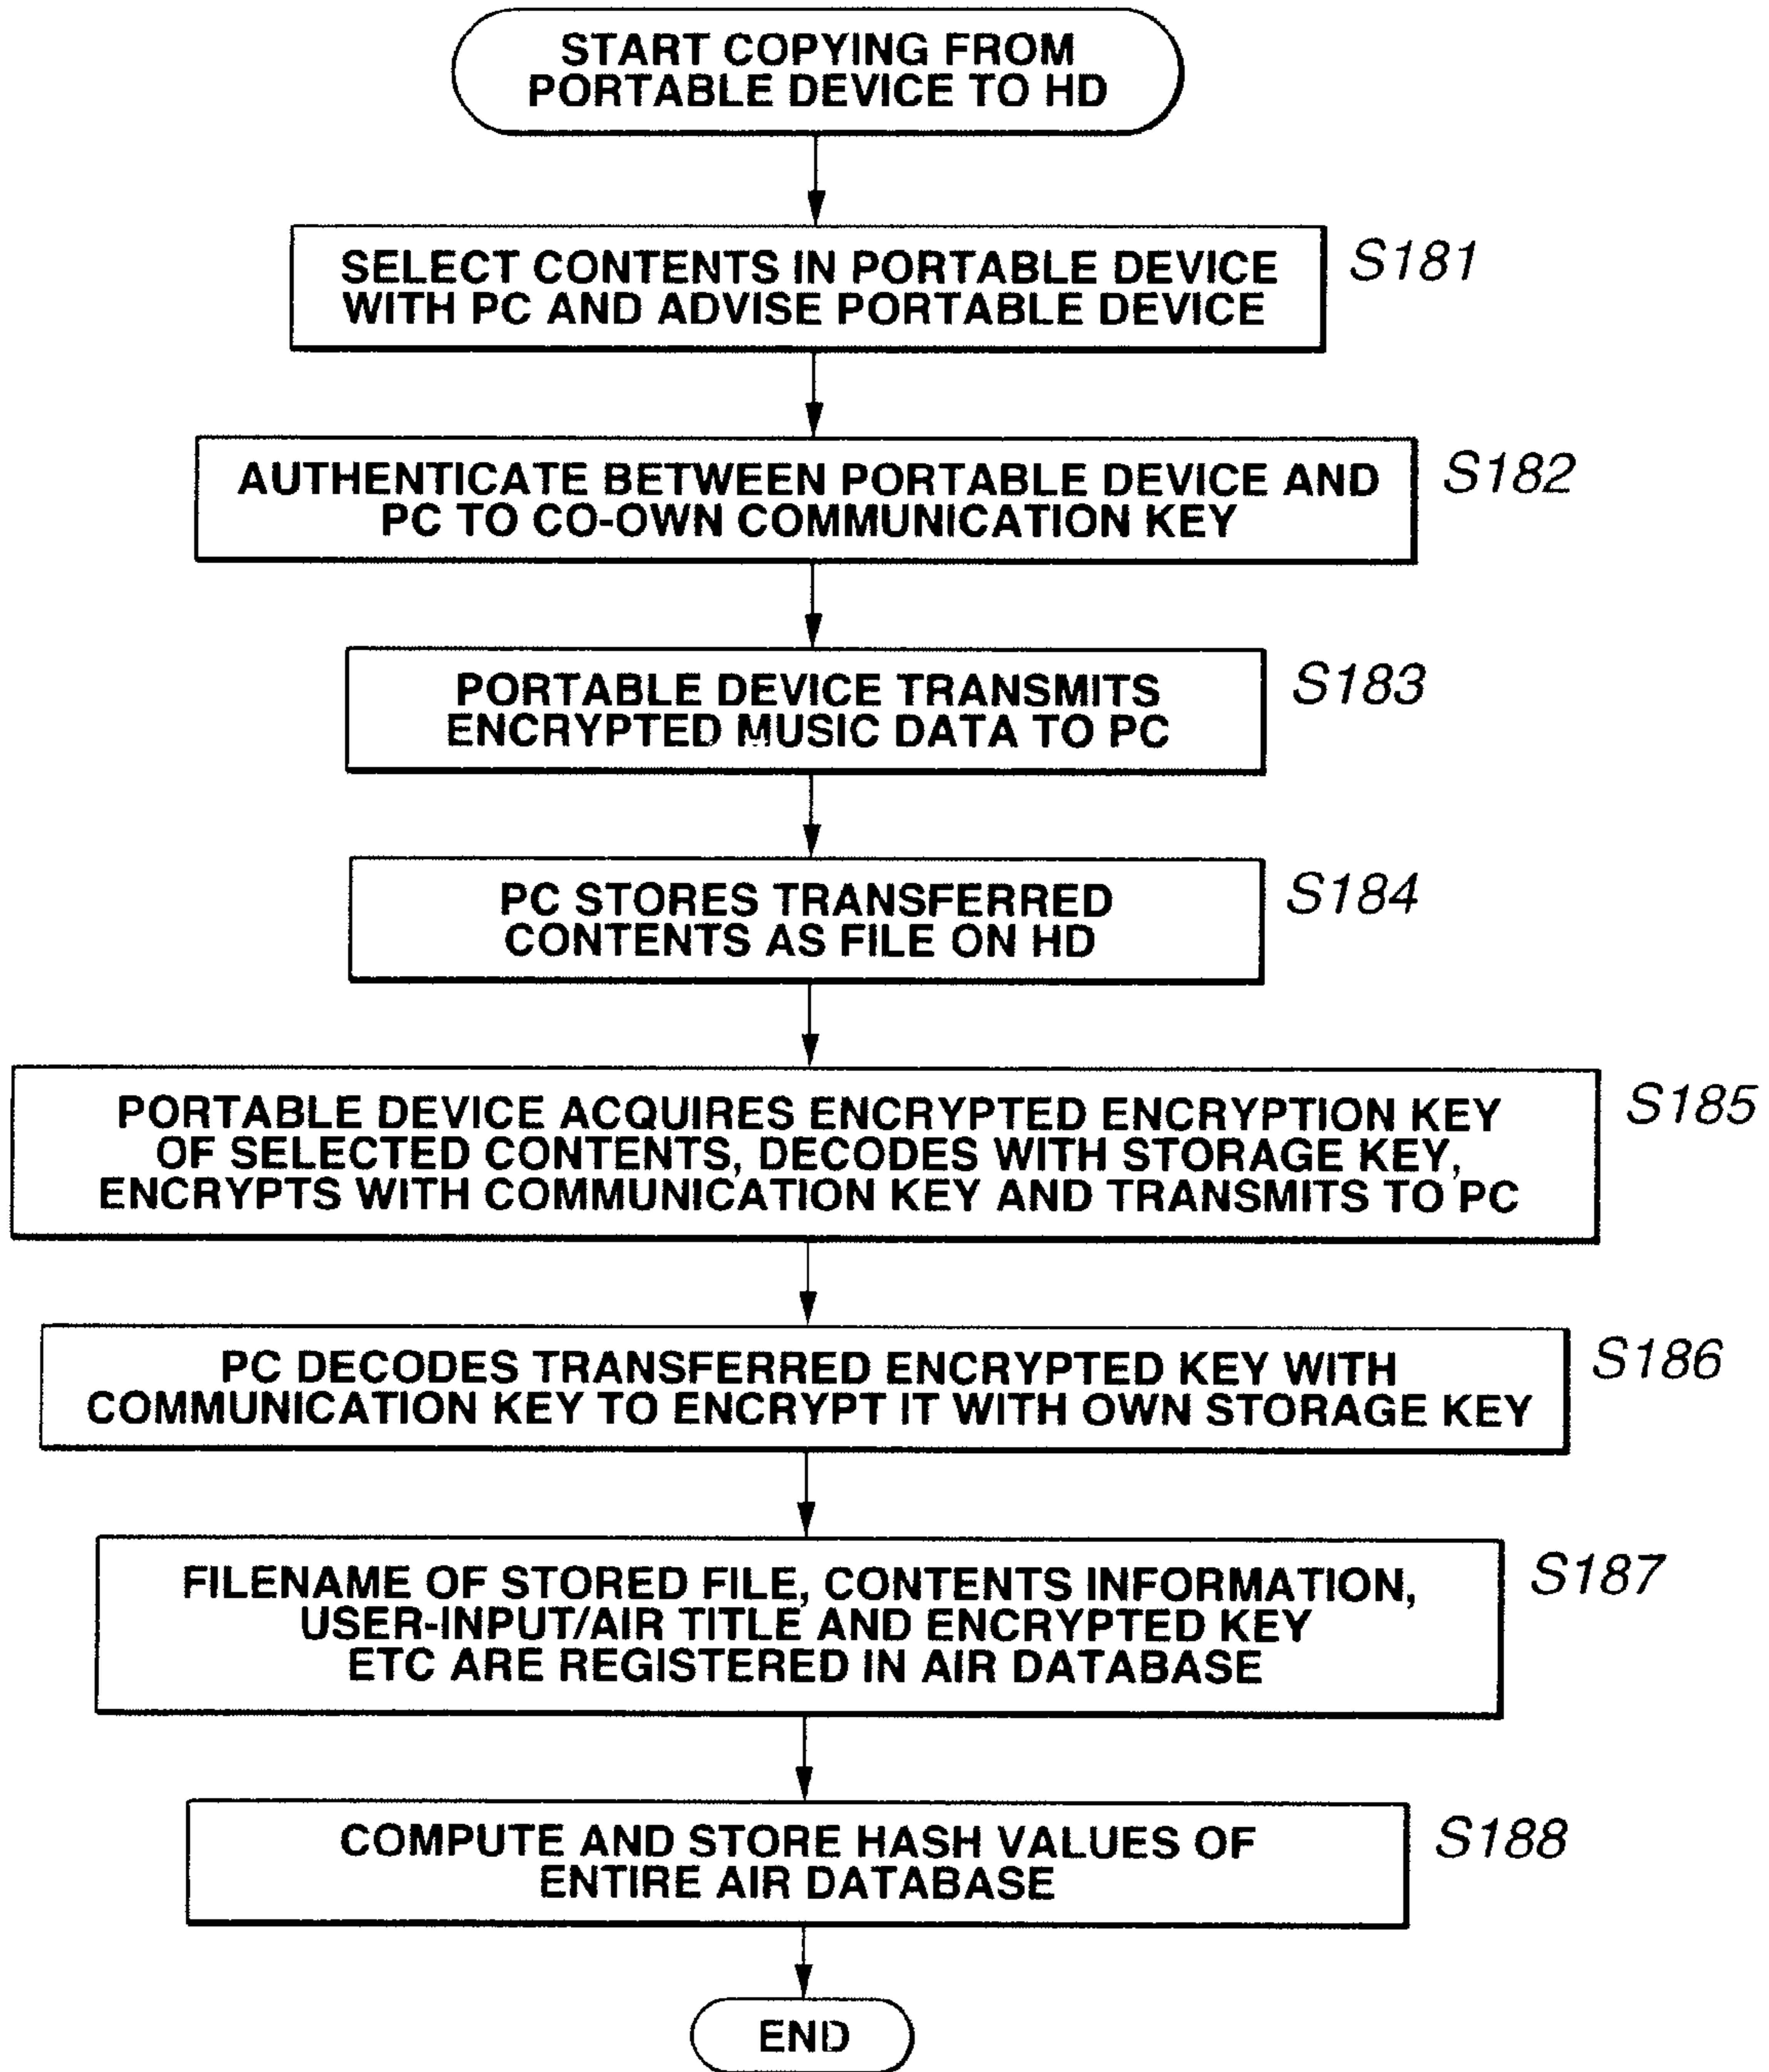 START COPYING FROM
PORTABLE DEVICE TO HD
SELECT CONTENTS IN PORTABLE DEVICE
WITH PC AND ADVISE PORTABLE DEVICE
S181
AUTHENTICATE BETWEEN PORTABLE DEVICE AND
PC TO CO-OWN COMMUNICATION KEY
S182
PORTABLE DEVICE TRANSMITS
ENCRYPTED MUSIC DATA TO PC
S183
PC STORES TRANSFERRED
CONTENTS AS FILE ON HD
S184
PORTABLE DEVICE ACQUIRES ENCRYPTED ENCRYPTION KEY
OF SELECTED CONTENTS, DECODES WITH STORAGE KEY,
ENCRYPTS WITH COMMUNICATION KEY AND TRANSMITS TO PC
S185
PC DECODES TRANSFERRED ENCRYPTED KEY WITH
COMMUNICATION KEY TO ENCRYPT IT WITH OWN STORAGE KEY
S186
FILENAME OF STORED FILE, CONTENTS INFORMATION,
USER-INPUT/AIR TITLE AND ENCRYPTED KEY
ETC ARE REGISTERED IN AIR DATABASE
S187
COMPUTE AND STORE HASH VALUES OF
ENTIRE AIR DATABASE
S188
END